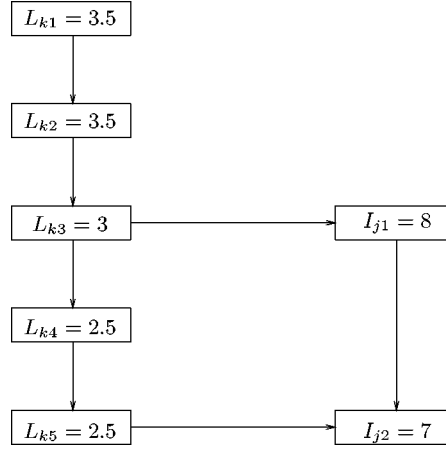 L_{k1} = 3.5
L_{k2} = 3.5
L_{k3} = 3
I_{j1} = 8
L_{k4} = 2.5
L_{k5} = 2.5
I_{j2} = 7